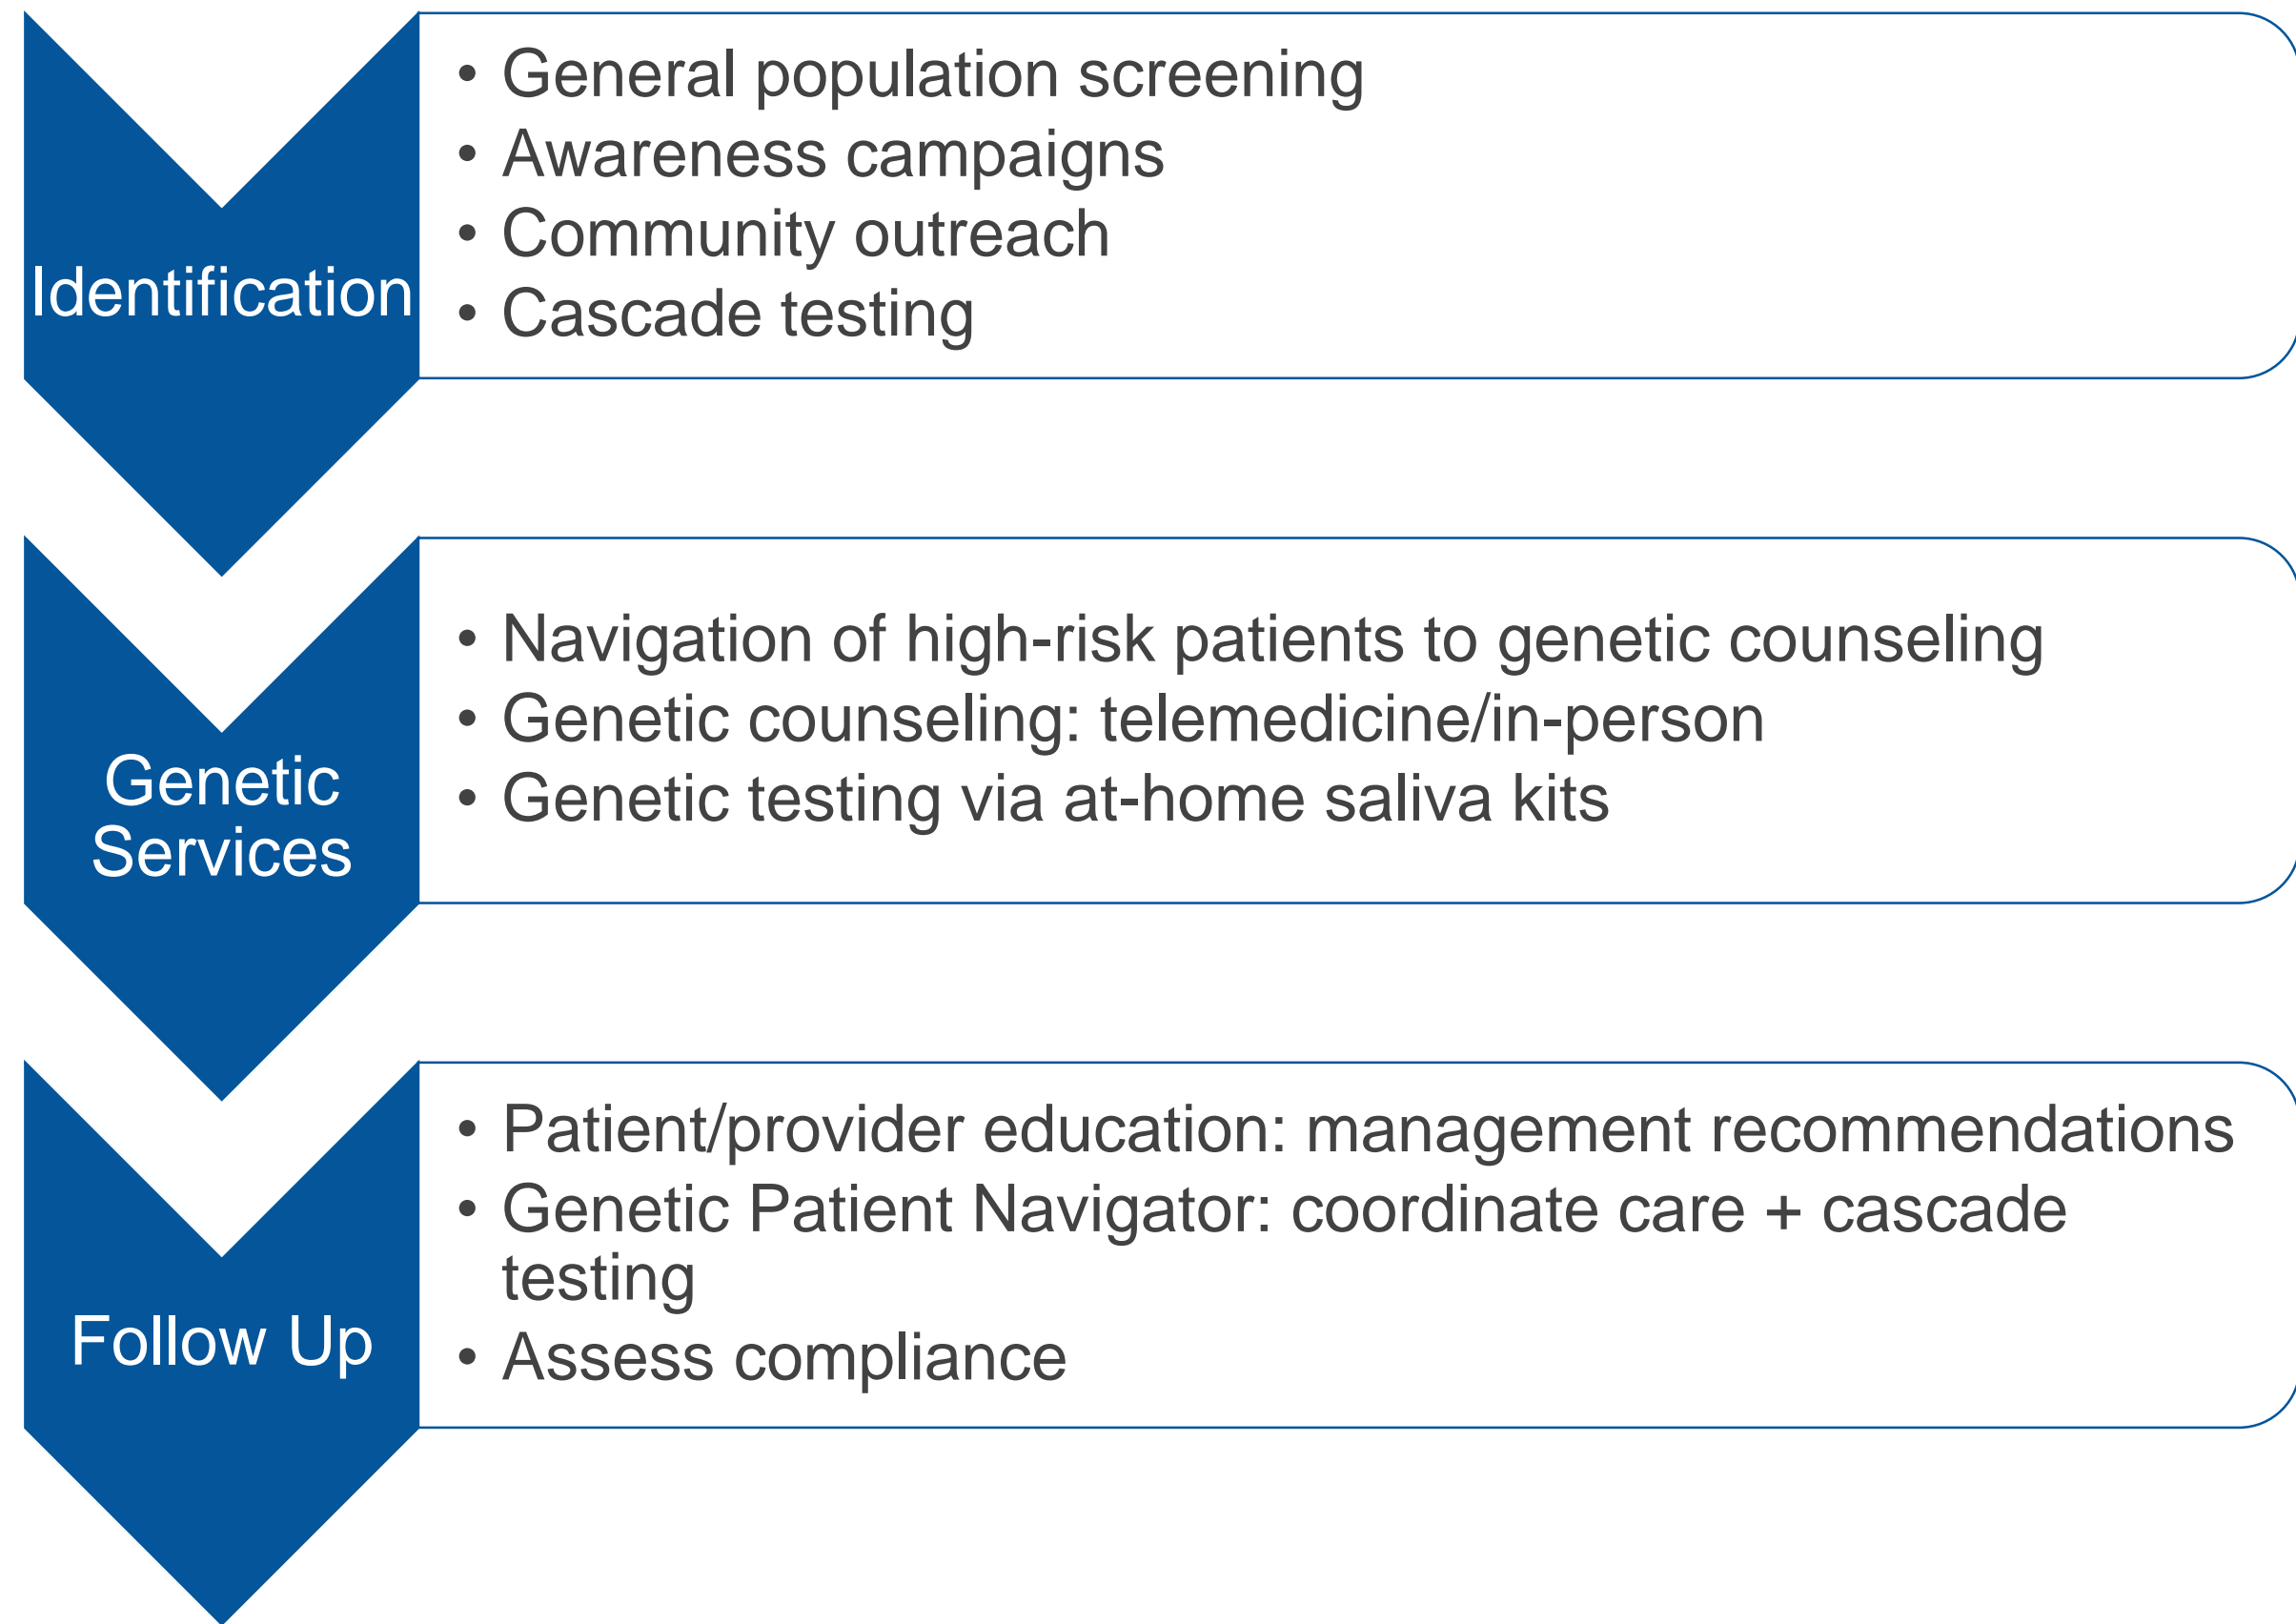 Identification
• General population screening
• Awareness campaigns
• Community outreach
• Cascade testing
Genetic
Services
• Navigation of high-risk patients to genetic counseling
• Genetic counseling: telemedicine/in-person
• Genetic testing via at-home saliva kits
Follow Up
• Patient/provider education: management recommendations
• Genetic Patient Navigator: coordinate care + cascade
testing
• Assess compliance